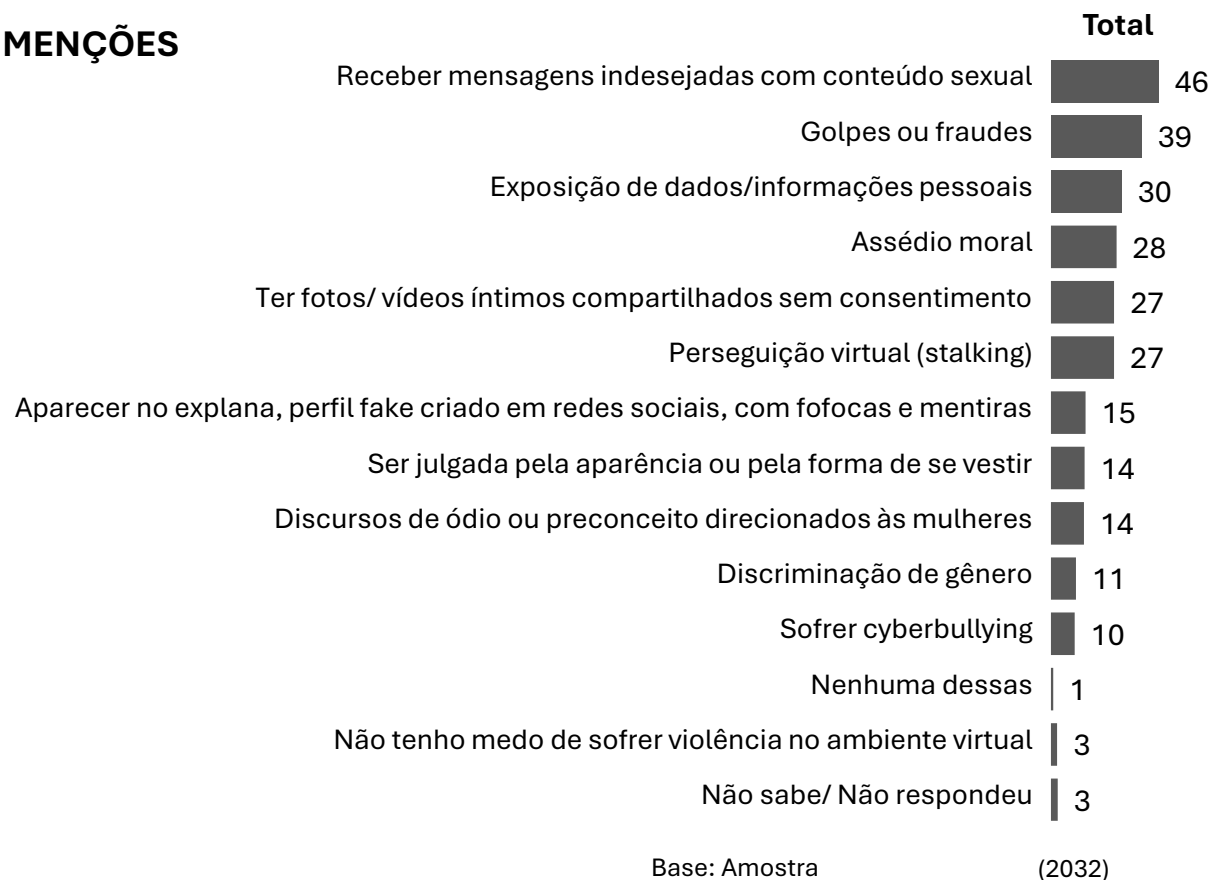 Total
MENÇÕES
Receber mensagens indesejadas com conteúdo sexual 46
Golpes ou fraudes 39
Exposição de dados/informações pessoais 30
Assédio moral 28
Ter fotos/ vídeos íntimos compartilhados sem consentimento 27
Perseguição virtual (stalking) 27
Aparecer no explana, perfil fake criado em redes sociais, com fofocas e mentiras 15
Ser julgada pela aparência ou pela forma de se vestir 14
Discursos de ódio ou preconceito direcionados às mulheres 14
Discriminação de gênero 11
Sofrer cyberbullying 10
Nenhuma dessas 1
Não tenho medo de sofrer violência no ambiente virtual 3
Não sabe/ Não respondeu 3
Base: Amostra (2032)